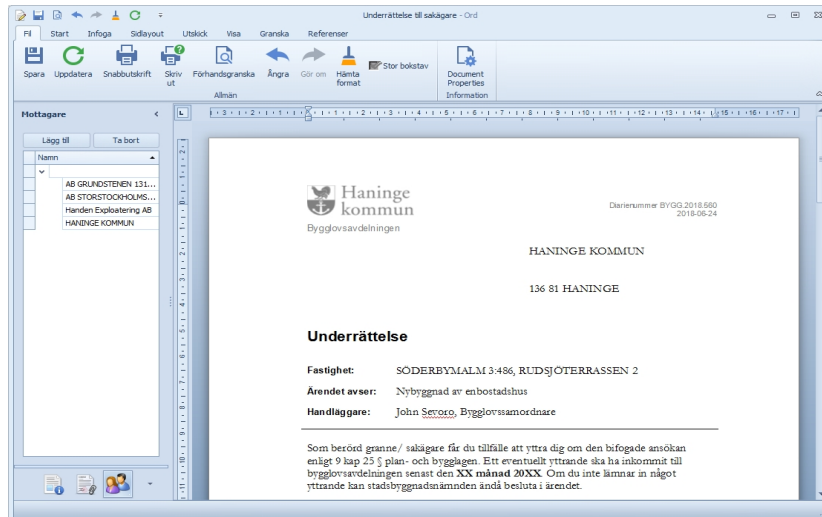 Underrättelse till sakägare - Ord
Fil Start Infoga Sidlayout Utskick Visa Granska Referenser
Spara Uppdatera Snabbutskrift Skriv ut Förhandsgranska Ångra Gör om Hämta format Stor bokstav Document Properties
Allmän Information
Mottagare
Lägg till Ta bort
Namn
AB GRUNDSTENEN 131...
AB STORSTOCKHOLMS...
Handen Exploatering AB
HANINGE KOMMUN
Haninge
kommun
Byggslovsavdelningen
Diarienummer BYGG.2018.560
2018-06-24
HANINGE KOMMUN
136 81 HANINGE
Underrättelse
Fastighet: SÖDERBYMALM 3:486, RUDSJÖTERRASSEN 2
Ärendet avser: Nybyggnad av enbostadshus
Handläggare: John Sevoro, Bygglovssamordnare
Som berörd granne/ sakägare får du tillfälle att yttra dig om den bifogade ansökan
enligt 9 kap 25 § plan- och bygglagen. Ett eventuellt yttrande ska ha inkommit till
bygglovsavdelningen senast den XX månad 20XX. Om du inte lämnar in något
yttrande kan stadsbyggnadsnämnden ändå besluta i ärendet.